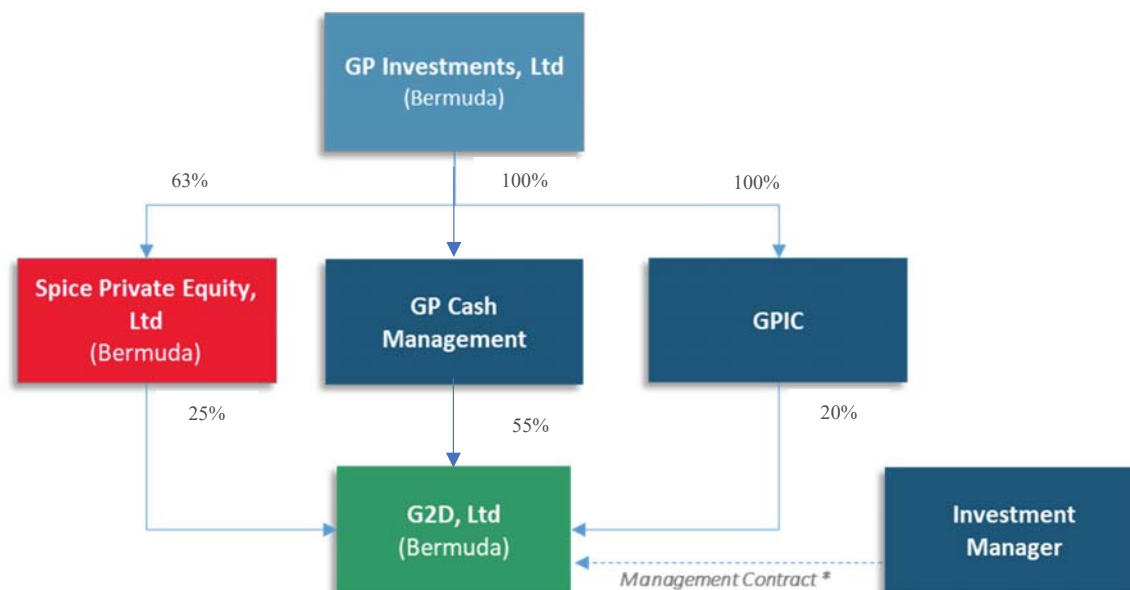 GP Investments, Ltd
(Bermuda)
63%
100%
100%
Spice Private Equity,
Ltd
(Bermuda)
GP Cash
Management
GPIC
25%
55%
20%
G2D, Ltd
(Bermuda)
Investment
Manager
Management Contract *